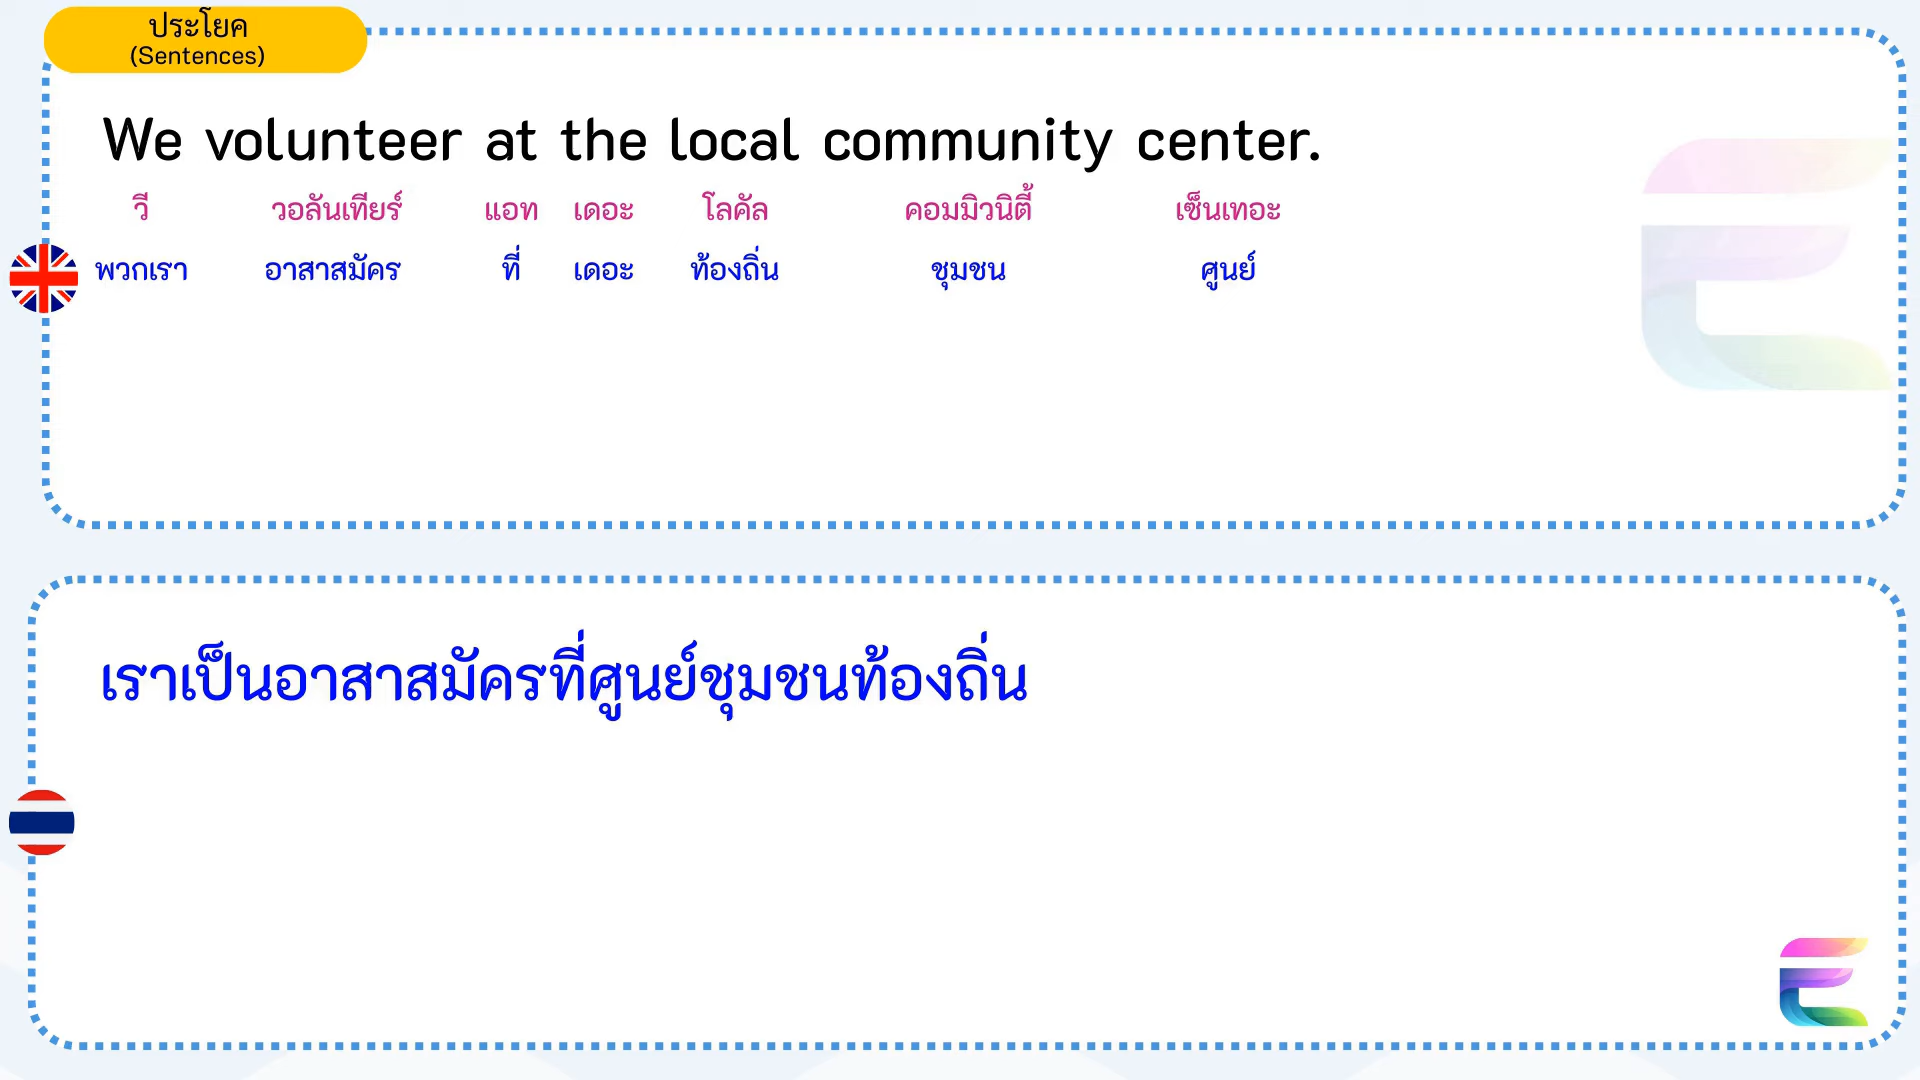 ประโยค
(Sentences)
We volunteer at the local community center.
วี วอลันเทียร์ แอท เดอะ โลคัล คอมมิวนิตี้ เซ็นเทอะ
พวกเรา อาสาสมัคร ที่ เดอะ ท้องถิ่น ชุมชน ศูนย์
เราเป็นอาสาสมัครที่ศูนย์ชุมชนท้องถิ่น